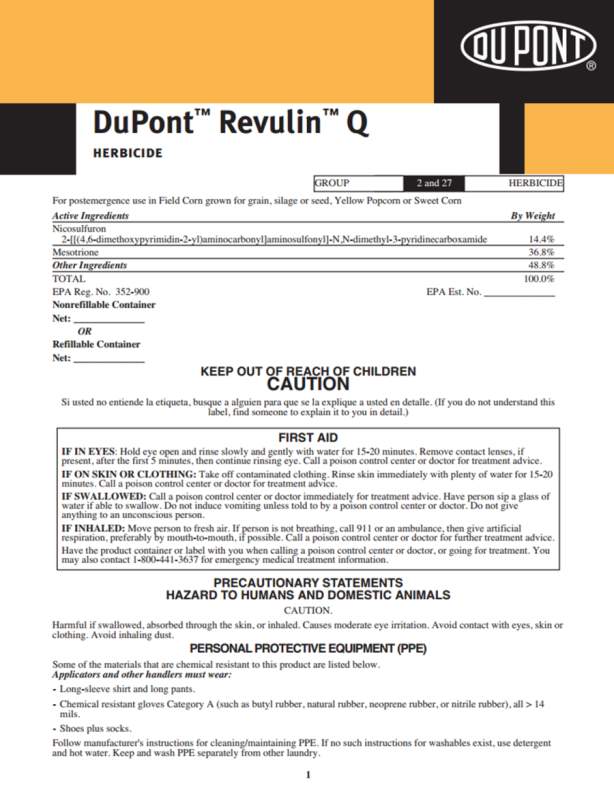 DU PONT®
DuPont™ Revulin™ Q
HERBICIDE
GROUP 2 and 27 HERBICIDE
For postemergence use in Field Corn grown for grain, silage or seed, Yellow Popcorn or Sweet Corn
Active Ingredients By Weight
Nicosulfuron
2-[[(4,6-dimethoxypyrimidin-2-yl)aminocarbonyl]aminosulfonyl]-N,N-dimethyl-3-pyridinecarboxamide 14.4%
Mesotrione 36.8%
Other Ingredients 48.8%
TOTAL 100.0%
EPA Reg. No. 352-900 EPA Est. No. ______________
Nonrefillable Container
Net: ______________
OR
Refillable Container
Net: ______________
KEEP OUT OF REACH OF CHILDREN
CAUTION
Si usted no entiende la etiqueta, busque a alguien para que se la explique a usted en detalle. (If you do not understand this
label, find someone to explain it to you in detail.)
FIRST AID
IF IN EYES: Hold eye open and rinse slowly and gently with water for 15-20 minutes. Remove contact lenses, if
present, after the first 5 minutes, then continue rinsing eye. Call a poison control center or doctor for treatment advice.
IF ON SKIN OR CLOTHING: Take off contaminated clothing. Rinse skin immediately with plenty of water for 15-20
minutes. Call a poison control center or doctor for treatment advice.
IF SWALLOWED: Call a poison control center or doctor immediately for treatment advice. Have person sip a glass of
water if able to swallow. Do not induce vomiting unless told to by a poison control center or doctor. Do not give
anything to an unconscious person.
IF INHALED: Move person to fresh air. If person is not breathing, call 911 or an ambulance, then give artificial
respiration, preferably by mouth-to-mouth, if possible. Call a poison control center or doctor for further treatment advice.
Have the product container or label with you when calling a poison control center or doctor, or going for treatment. You
may also contact 1-800-441-3637 for emergency medical treatment information.
PRECAUTIONARY STATEMENTS
HAZARD TO HUMANS AND DOMESTIC ANIMALS
CAUTION.
Harmful if swallowed, absorbed through the skin, or inhaled. Causes moderate eye irritation. Avoid contact with eyes, skin or
clothing. Avoid inhaling dust.
PERSONAL PROTECTIVE EQUIPMENT (PPE)
Some of the materials that are chemical resistant to this product are listed below.
Applicators and other handlers must wear:
- Long-sleeve shirt and long pants.
- Chemical resistant gloves Category A (such as butyl rubber, natural rubber, neoprene rubber, or nitrile rubber), all > 14
mils.
- Shoes plus socks.
Follow manufacturer's instructions for cleaning/maintaining PPE. If no such instructions for washables exist, use detergent
and hot water. Keep and wash PPE separately from other laundry.
1